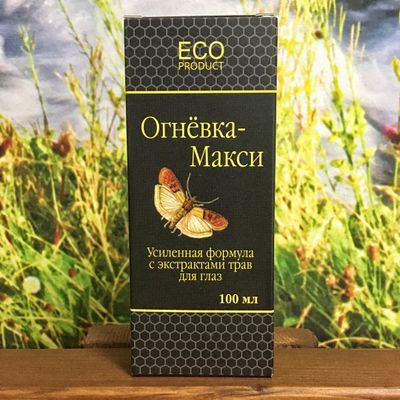 ECO
PRODUCT
Огнёвка-
Макси
Усиленная формула
с экстрактами трав
для глаз
100 мл